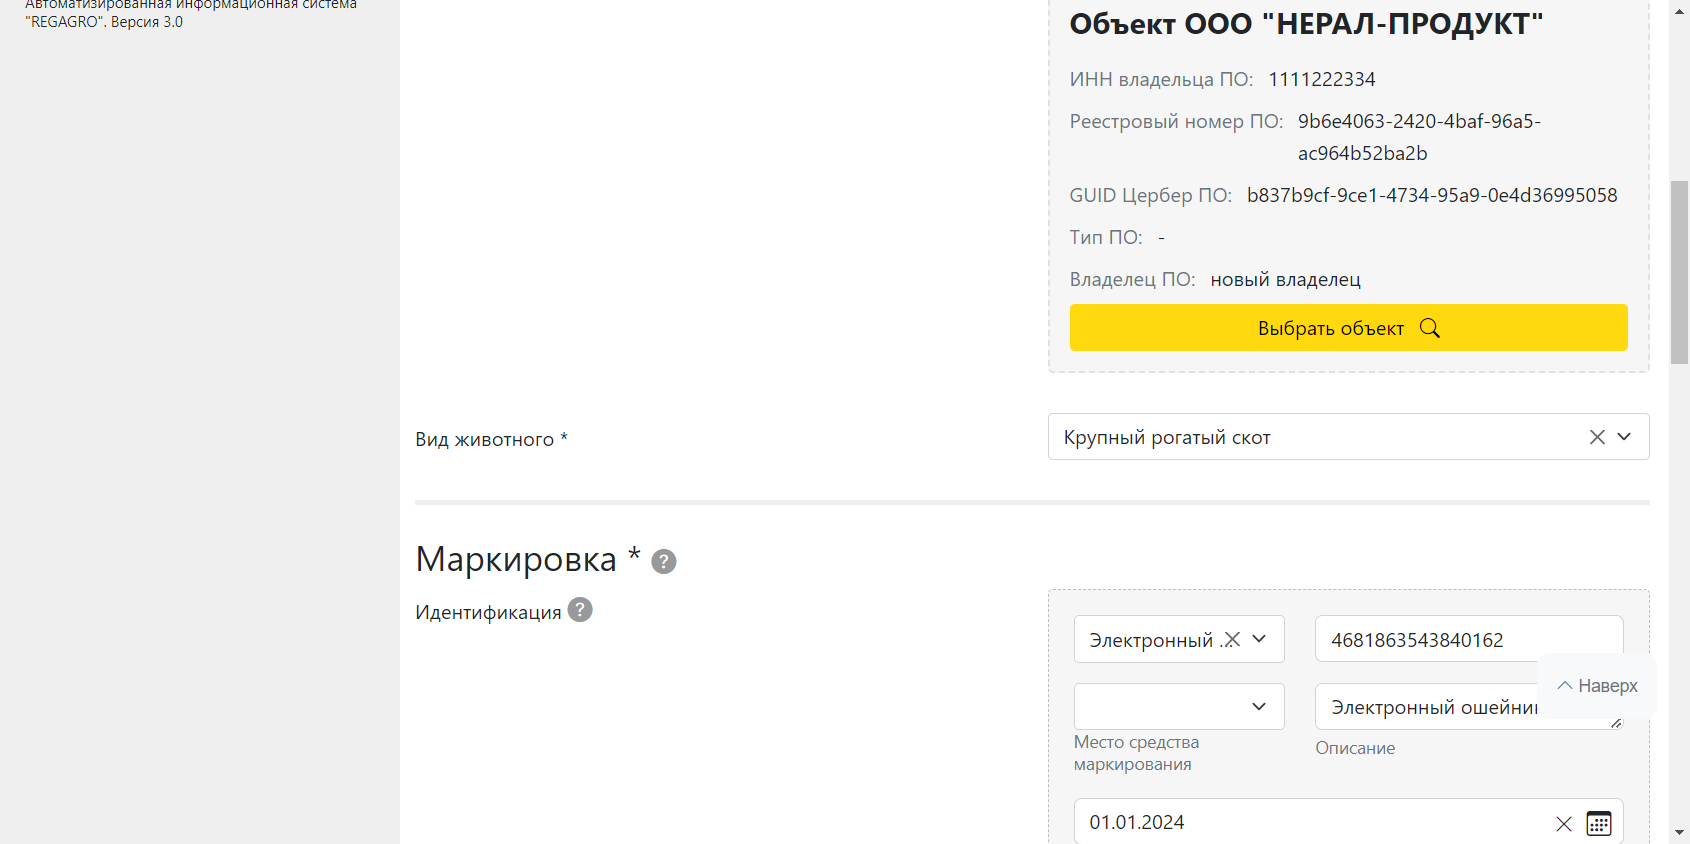 Автоматизированная информационная система
"REGAGRO". Версия 3.0
Объект ООО "НЕРАЛ-ПРОДУКТ"
ИНН владельца ПО: 1111222334
Реестровый номер ПО: 9b6e4063-2420-4baf-96a5-
ac964b52ba2b
GUID Цербер ПО: b837b9cf-9ce1-4734-95a9-0e4d36995058
Тип ПО: -
Владелец ПО: новый владелец
Выбрать объект
Вид животного *
Крупный рогатый скот
Маркировка * ?
Идентификация ?
Электронный ...
4681863543840162
Наверх
Электронный ошейни
Место средства
маркирования
Описание
01.01.2024